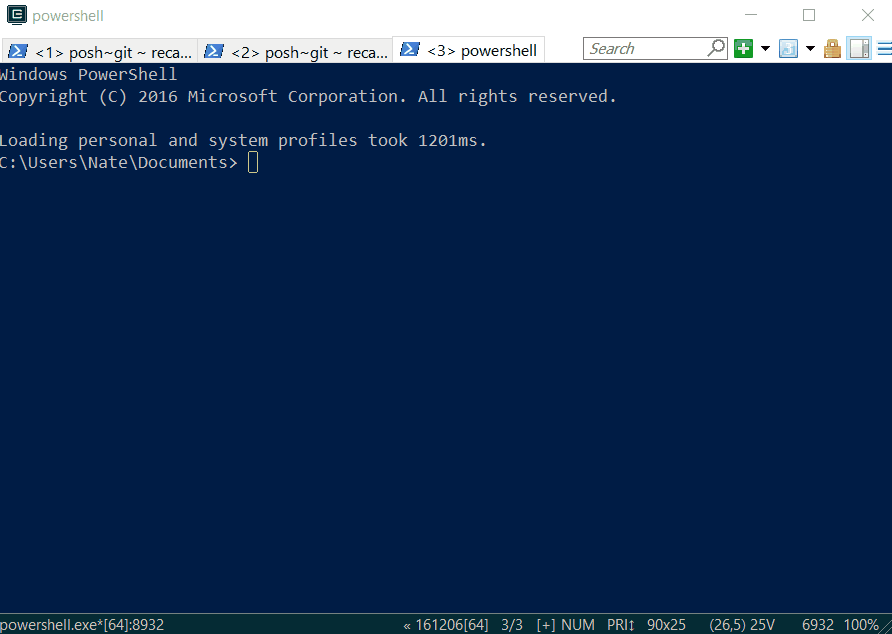 powershell
<1> posh~git ~ reca... <2> posh~git ~ reca... <3> powershell Search
Windows PowerShell
Copyright (C) 2016 Microsoft Corporation. All rights reserved.
Loading personal and system profiles took 1201ms.
C:\Users\Nate\Documents>
powershell.exe*[64]:8932 « 161206[64] 3/3 [+] NUM PRI↕ 90x25 (26,5) 25V 6932 100%